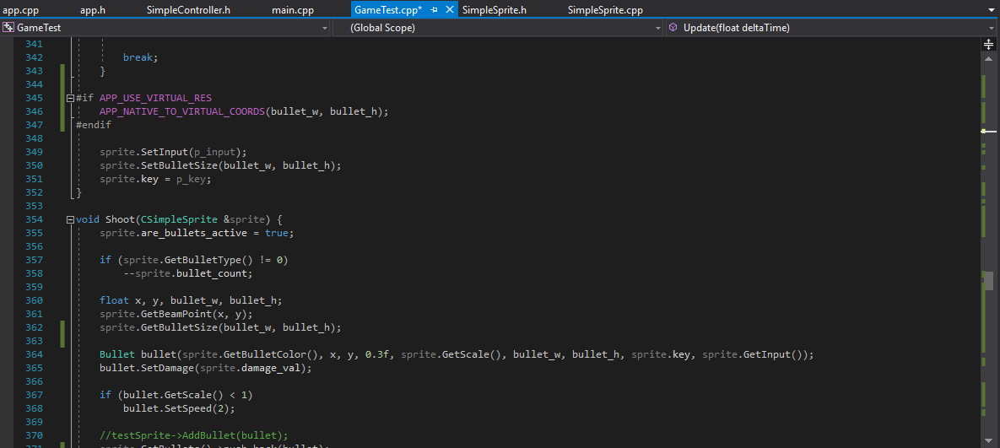 app.cpp app.h SimpleController.h main.cpp GameTest.cpp* SimpleSprite.h SimpleSprite.cpp
GameTest (Global Scope) Update(float deltaTime)
341
342 break;
343 }
344
345 #if APP_USE_VIRTUAL_RES
346 APP_NATIVE_TO_VIRTUAL_COORDS(bullet_w, bullet_h);
347 #endif
348
349 sprite.SetInput(p_input);
350 sprite.SetBulletSize(bullet_w, bullet_h);
351 sprite.key = p_key;
352 }
353
354 void Shoot(CSimpleSprite &sprite) {
355 sprite.are_bullets_active = true;
356
357 if (sprite.GetBulletType() != 0)
358 --sprite.bullet_count;
359
360 float x, y, bullet_w, bullet_h;
361 sprite.GetBeamPoint(x, y);
362 sprite.GetBulletSize(bullet_w, bullet_h);
363
364 Bullet bullet(sprite.GetBulletColor(), x, y, 0.3f, sprite.GetScale(), bullet_w, bullet_h, sprite.key, sprite.GetInput());
365 bullet.SetDamage(sprite.damage_val);
366
367 if (bullet.GetScale() < 1)
368 bullet.SetSpeed(2);
369
370 //testSprite->AddBullet(bullet);
371 sprite.GetBullets()->push_back(bullet);